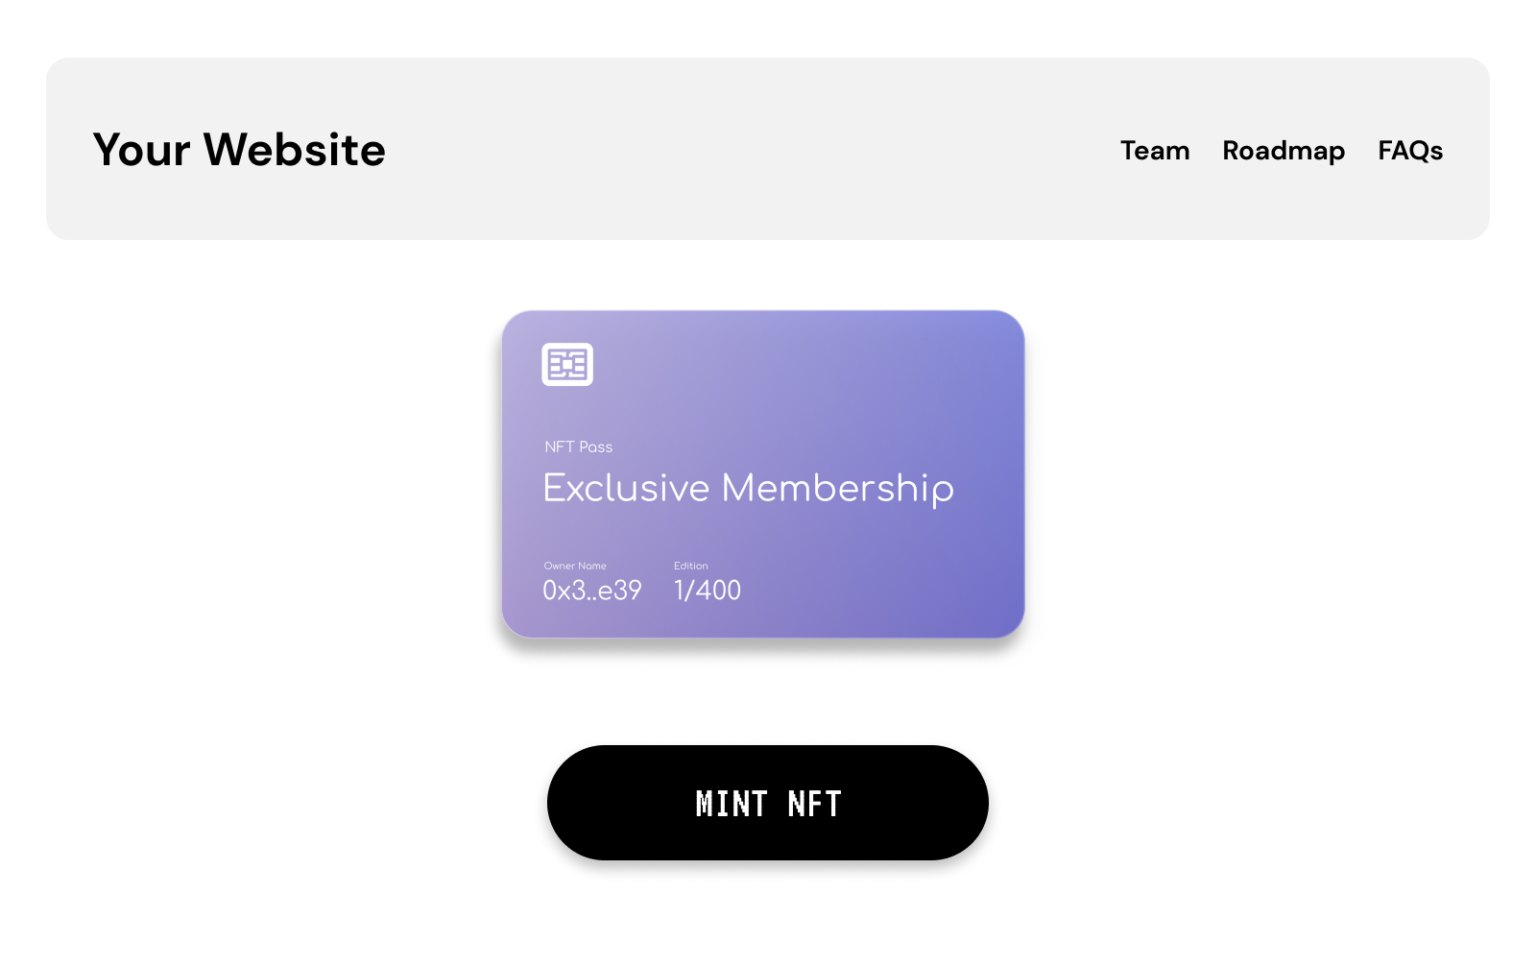 Your Website
Team Roadmap FAQs
NFT Pass
Exclusive Membership
Owner Name Edition
0x3..e39 1/400
MINT NFT